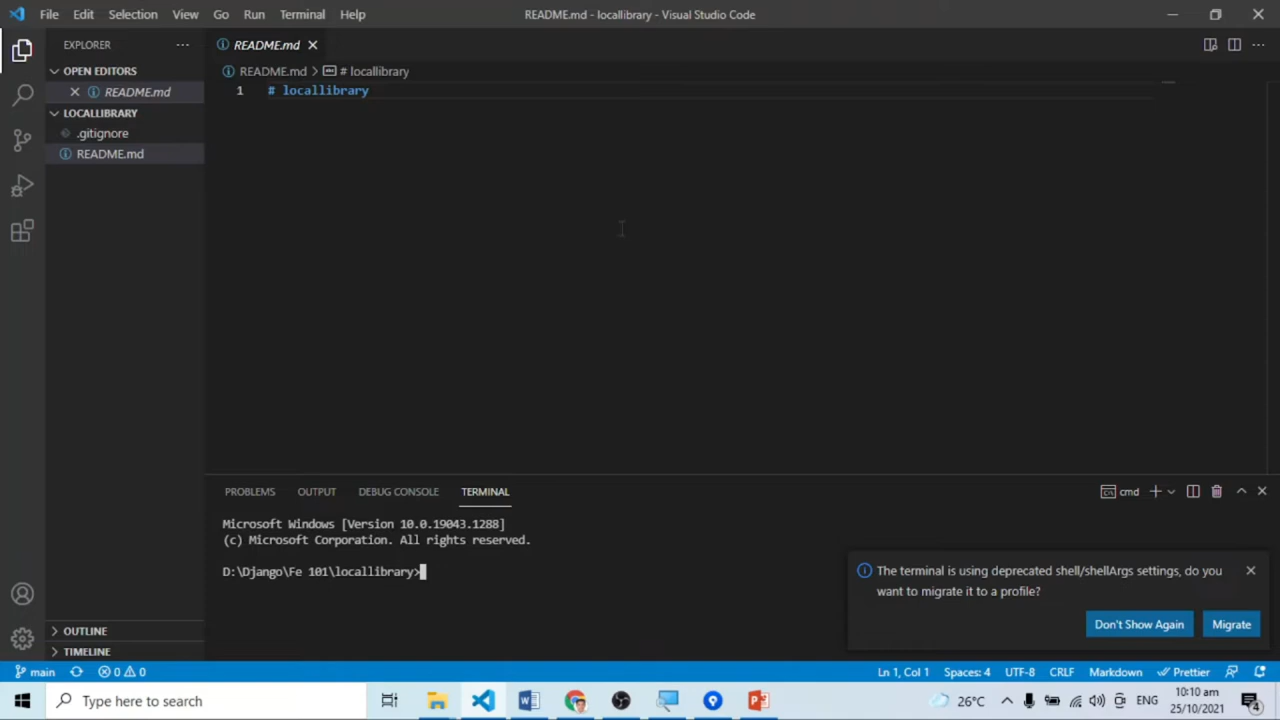 File Edit Selection View Go Run Terminal Help
README.md - locallibrary - Visual Studio Code
EXPLORER
OPEN EDITORS
README.md
LOCALLIBRARY
.gitignore
README.md
OUTLINE
TIMELINE
README.md
README.md > # locallibrary
1 # locallibrary
PROBLEMS OUTPUT DEBUG CONSOLE TERMINAL
cmd
Microsoft Windows [Version 10.0.19043.1288]
(c) Microsoft Corporation. All rights reserved.
D:\Django\Fe 101\locallibrary>
The terminal is using deprecated shell/shellArgs settings, do you
want to migrate it to a profile?
Don't Show Again
Migrate
main 0 0
Ln 1, Col 1 Spaces: 4 UTF-8 CRLF Markdown Prettier
Type here to search
26°C
ENG
10:10 am
25/10/2021
4